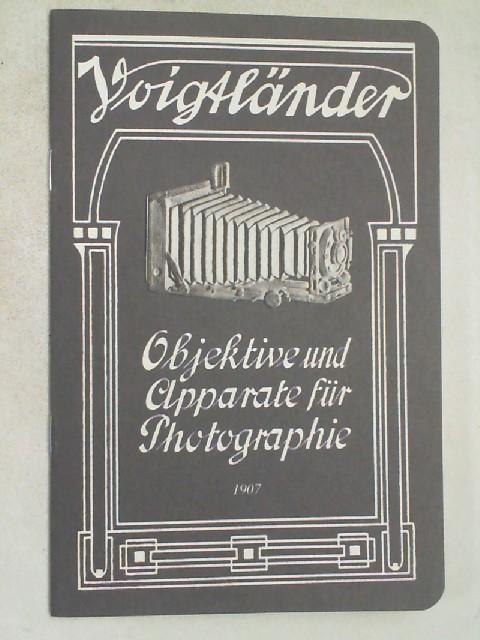 Voigtländer
Objektive und
Apparate für
Photographie
1907